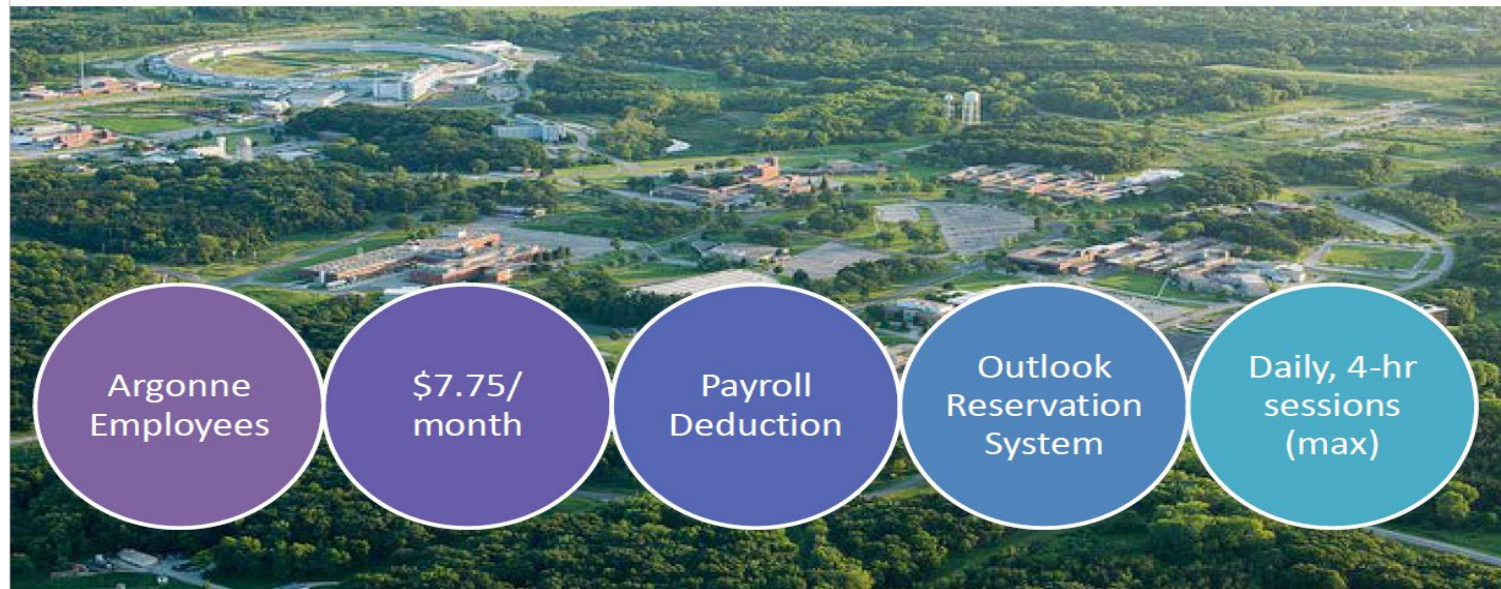 Argonne
Employees
$7.75/
month
Payroll
Deduction
Outlook
Reservation
System
Daily, 4-hr
sessions
(max)